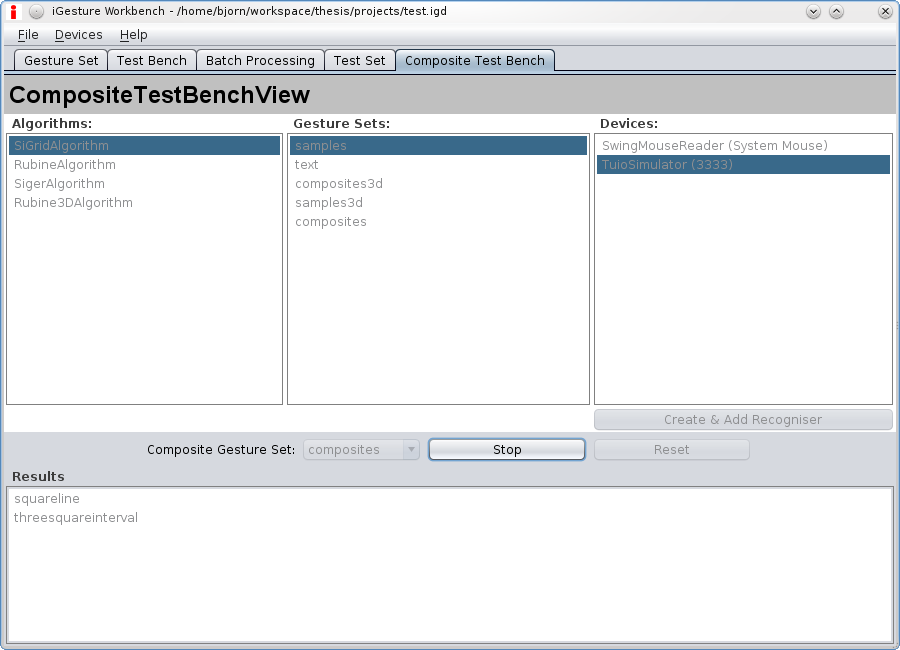 iGesture Workbench - /home/bjorn/workspace/thesis/projects/test.igd
File Devices Help
Gesture Set Test Bench Batch Processing Test Set Composite Test Bench
CompositeTestBenchView
Algorithms: Gesture Sets: Devices:
SiGridAlgorithm samples SwingMouseReader (System Mouse)
RubineAlgorithm text TuioSimulator (3333)
SigerAlgorithm composites3d
Rubine3DAlgorithm samples3d
composites
Create & Add Recogniser
Composite Gesture Set: composites Stop Reset
Results
squareline
threesquareinterval